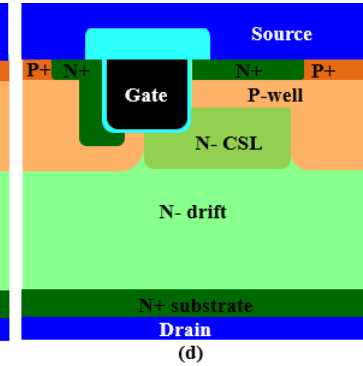 Source
P+ N+ N+ P+
Gate
P-well
N- CSL
N- drift
N+ substrate
Drain
(d)